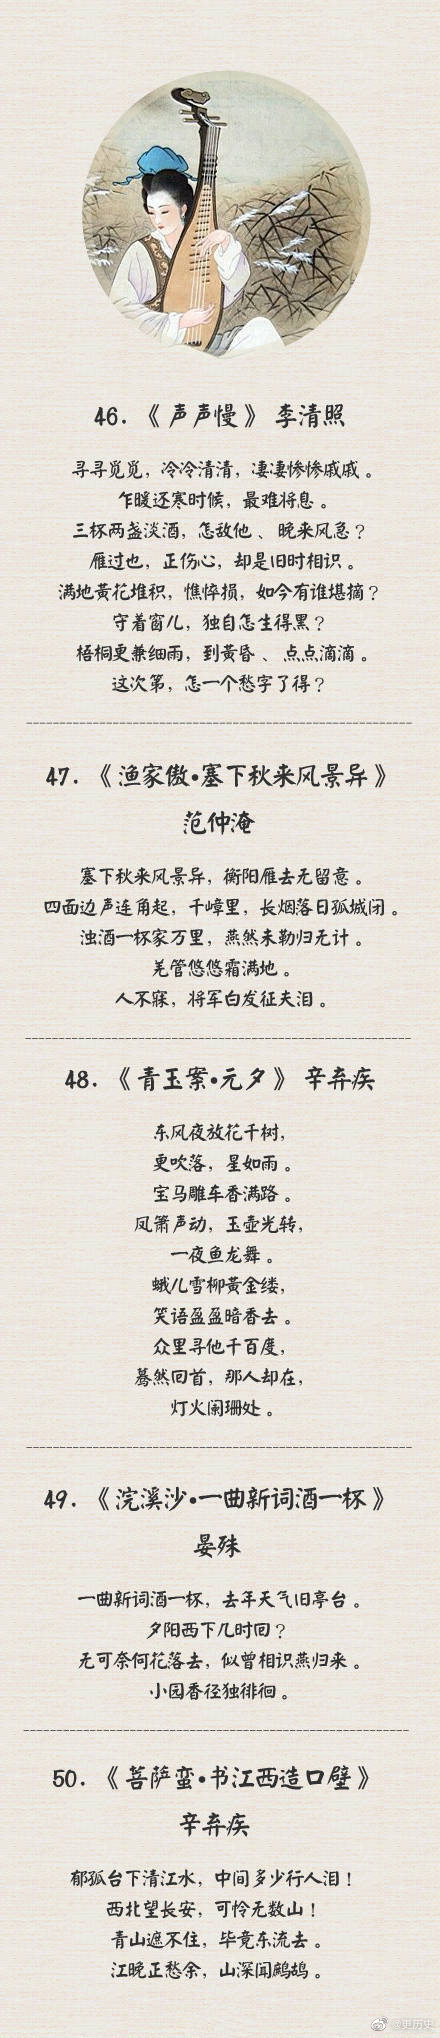 46.《声声慢》 李清照
寻寻觅觅，冷冷清清，凄凄惨惨戚戚。
乍暖还寒时候，最难将息。
三杯两盏淡酒，怎敌他、晚来风急？
雁过也，正伤心，却是旧时相识。
满地黄花堆积，憔悴损，如今有谁堪摘？
守着窗儿，独自怎生得黑？
梧桐更兼细雨，到黄昏、点点滴滴。
这次第，怎一个愁字了得？
47.《渔家傲•塞下秋来风景异》
范仲淹
塞下秋来风景异，衡阳雁去无留意。
四面边声连角起，千嶂里，长烟落日孤城闭。
浊酒一杯家万里，燕然未勒归无计。
羌管悠悠霜满地。
人不寐，将军白发征夫泪。
48.《青玉案•元夕》 辛弃疾
东风夜放花千树，
更吹落，星如雨。
宝马雕车香满路。
凤箫声动，玉壶光转，
一夜鱼龙舞。
蛾儿雪柳黄金缕，
笑语盈盈暗香去。
众里寻他千百度，
蓦然回首，那人却在，
灯火阑珊处。
49.《浣溪沙•一曲新词酒一杯》
晏殊
一曲新词酒一杯，去年天气旧亭台。
夕阳西下几时回？
无可奈何花落去，似曾相识燕归来。
小园香径独徘徊。
50.《菩萨蛮•书江西造口壁》
辛弃疾
郁孤台下清江水，中间多少行人泪！
西北望长安，可怜无数山！
青山遮不住，毕竟东流去。
江晚正愁余，山深闻鹧鸪。
@史历史